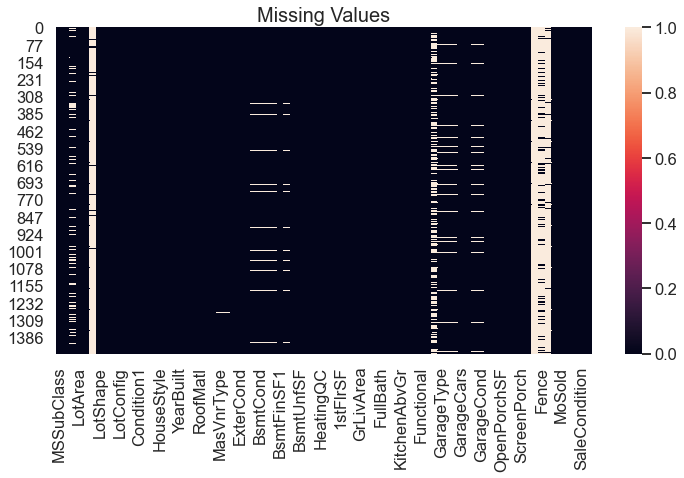 Missing Values
0
77
154
231
308
385
462
539
616
693
770
847
924
1001
1078
1155
1232
1309
1386
1.0
0.8
0.6
0.4
0.2
0.0
MSSubClass
LotArea
LotShape
LotConfig
Condition1
HouseStyle
YearBuilt
RoofMatl
MasVnrType
ExterCond
BsmtCond
BsmtFinSF1
BsmtUnfSF
HeatingQC
1stFlrSF
GrLivArea
FullBath
KitchenAbvGr
Functional
GarageType
GarageCars
GarageCond
OpenPorchSF
ScreenPorch
Fence
MoSold
SaleCondition